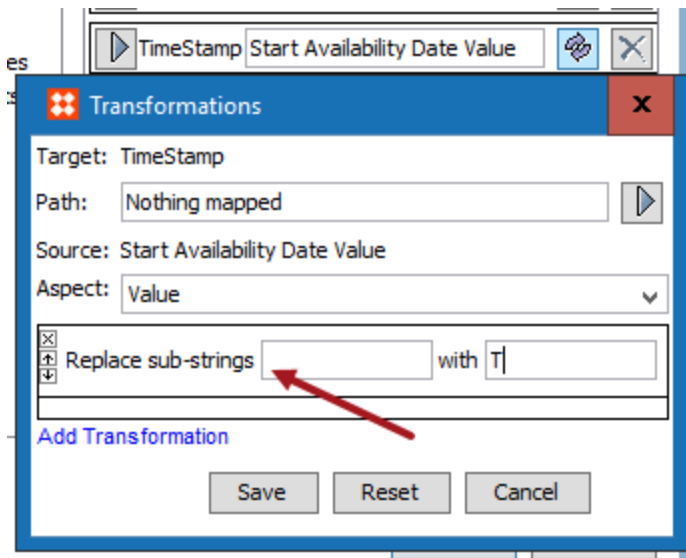 TimeStamp Start Availability Date Value
es
Transformations
x
Target: TimeStamp
Path: Nothing mapped
Source: Start Availability Date Value
Aspect: Value
Replace sub-strings with T
Add Transformation
Save Reset Cancel